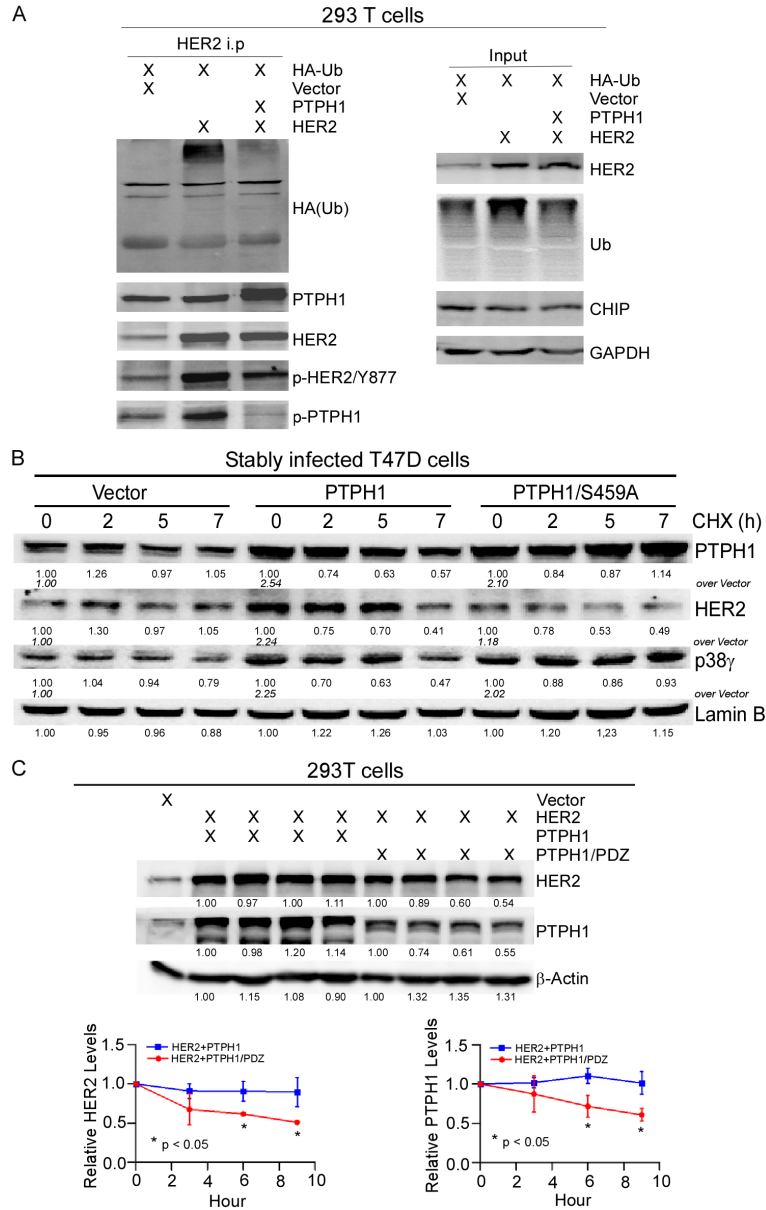 A
293 T cells
HER2 i.p
X X X HA-Ub
X Vector
X PTPH1
X X HER2
HA(Ub)
PTPH1
HER2
p-HER2/Y877
p-PTPH1
Input
X X X HA-Ub
X Vector
X PTPH1
X X HER2
HER2
Ub
CHIP
GAPDH
B
Stably infected T47D cells
Vector PTPH1 PTPH1/S459A
0 2 5 7 0 2 5 7 0 2 5 7 CHX (h)
PTPH1
1.00 1.26 0.97 1.05 1.00 0.74 0.63 0.57 1.00 0.84 0.87 1.14
1.00 2.54 2.10 over Vector
HER2
1.00 1.30 0.97 1.05 1.00 0.75 0.70 0.41 1.00 0.78 0.53 0.49
1.00 2.24 1.18 over Vector
p38γ
1.00 1.04 0.94 0.79 1.00 0.70 0.63 0.47 1.00 0.88 0.86 0.93
1.00 2.25 2.02 over Vector
Lamin B
1.00 0.95 0.96 0.88 1.00 1.22 1.26 1.03 1.00 1.20 1,23 1.15
C
293T cells
X Vector
X X X X X X X X HER2
X X X X PTPH1
X X X X PTPH1/PDZ
HER2
1.00 0.97 1.00 1.11 1.00 0.89 0.60 0.54
PTPH1
1.00 0.98 1.20 1.14 1.00 0.74 0.61 0.55
β-Actin
1.00 1.15 1.08 0.90 1.00 1.32 1.35 1.31
Relative HER2 Levels
1.5
1.0
0.5
0.0
HER2+PTPH1
HER2+PTPH1/PDZ
* *
* p < 0.05
0 2 4 6 8 10
Hour
Relative PTPH1 Levels
1.5
1.0
0.5
0.0
HER2+PTPH1
HER2+PTPH1/PDZ
* *
* p < 0.05
0 2 4 6 8 10
Hour